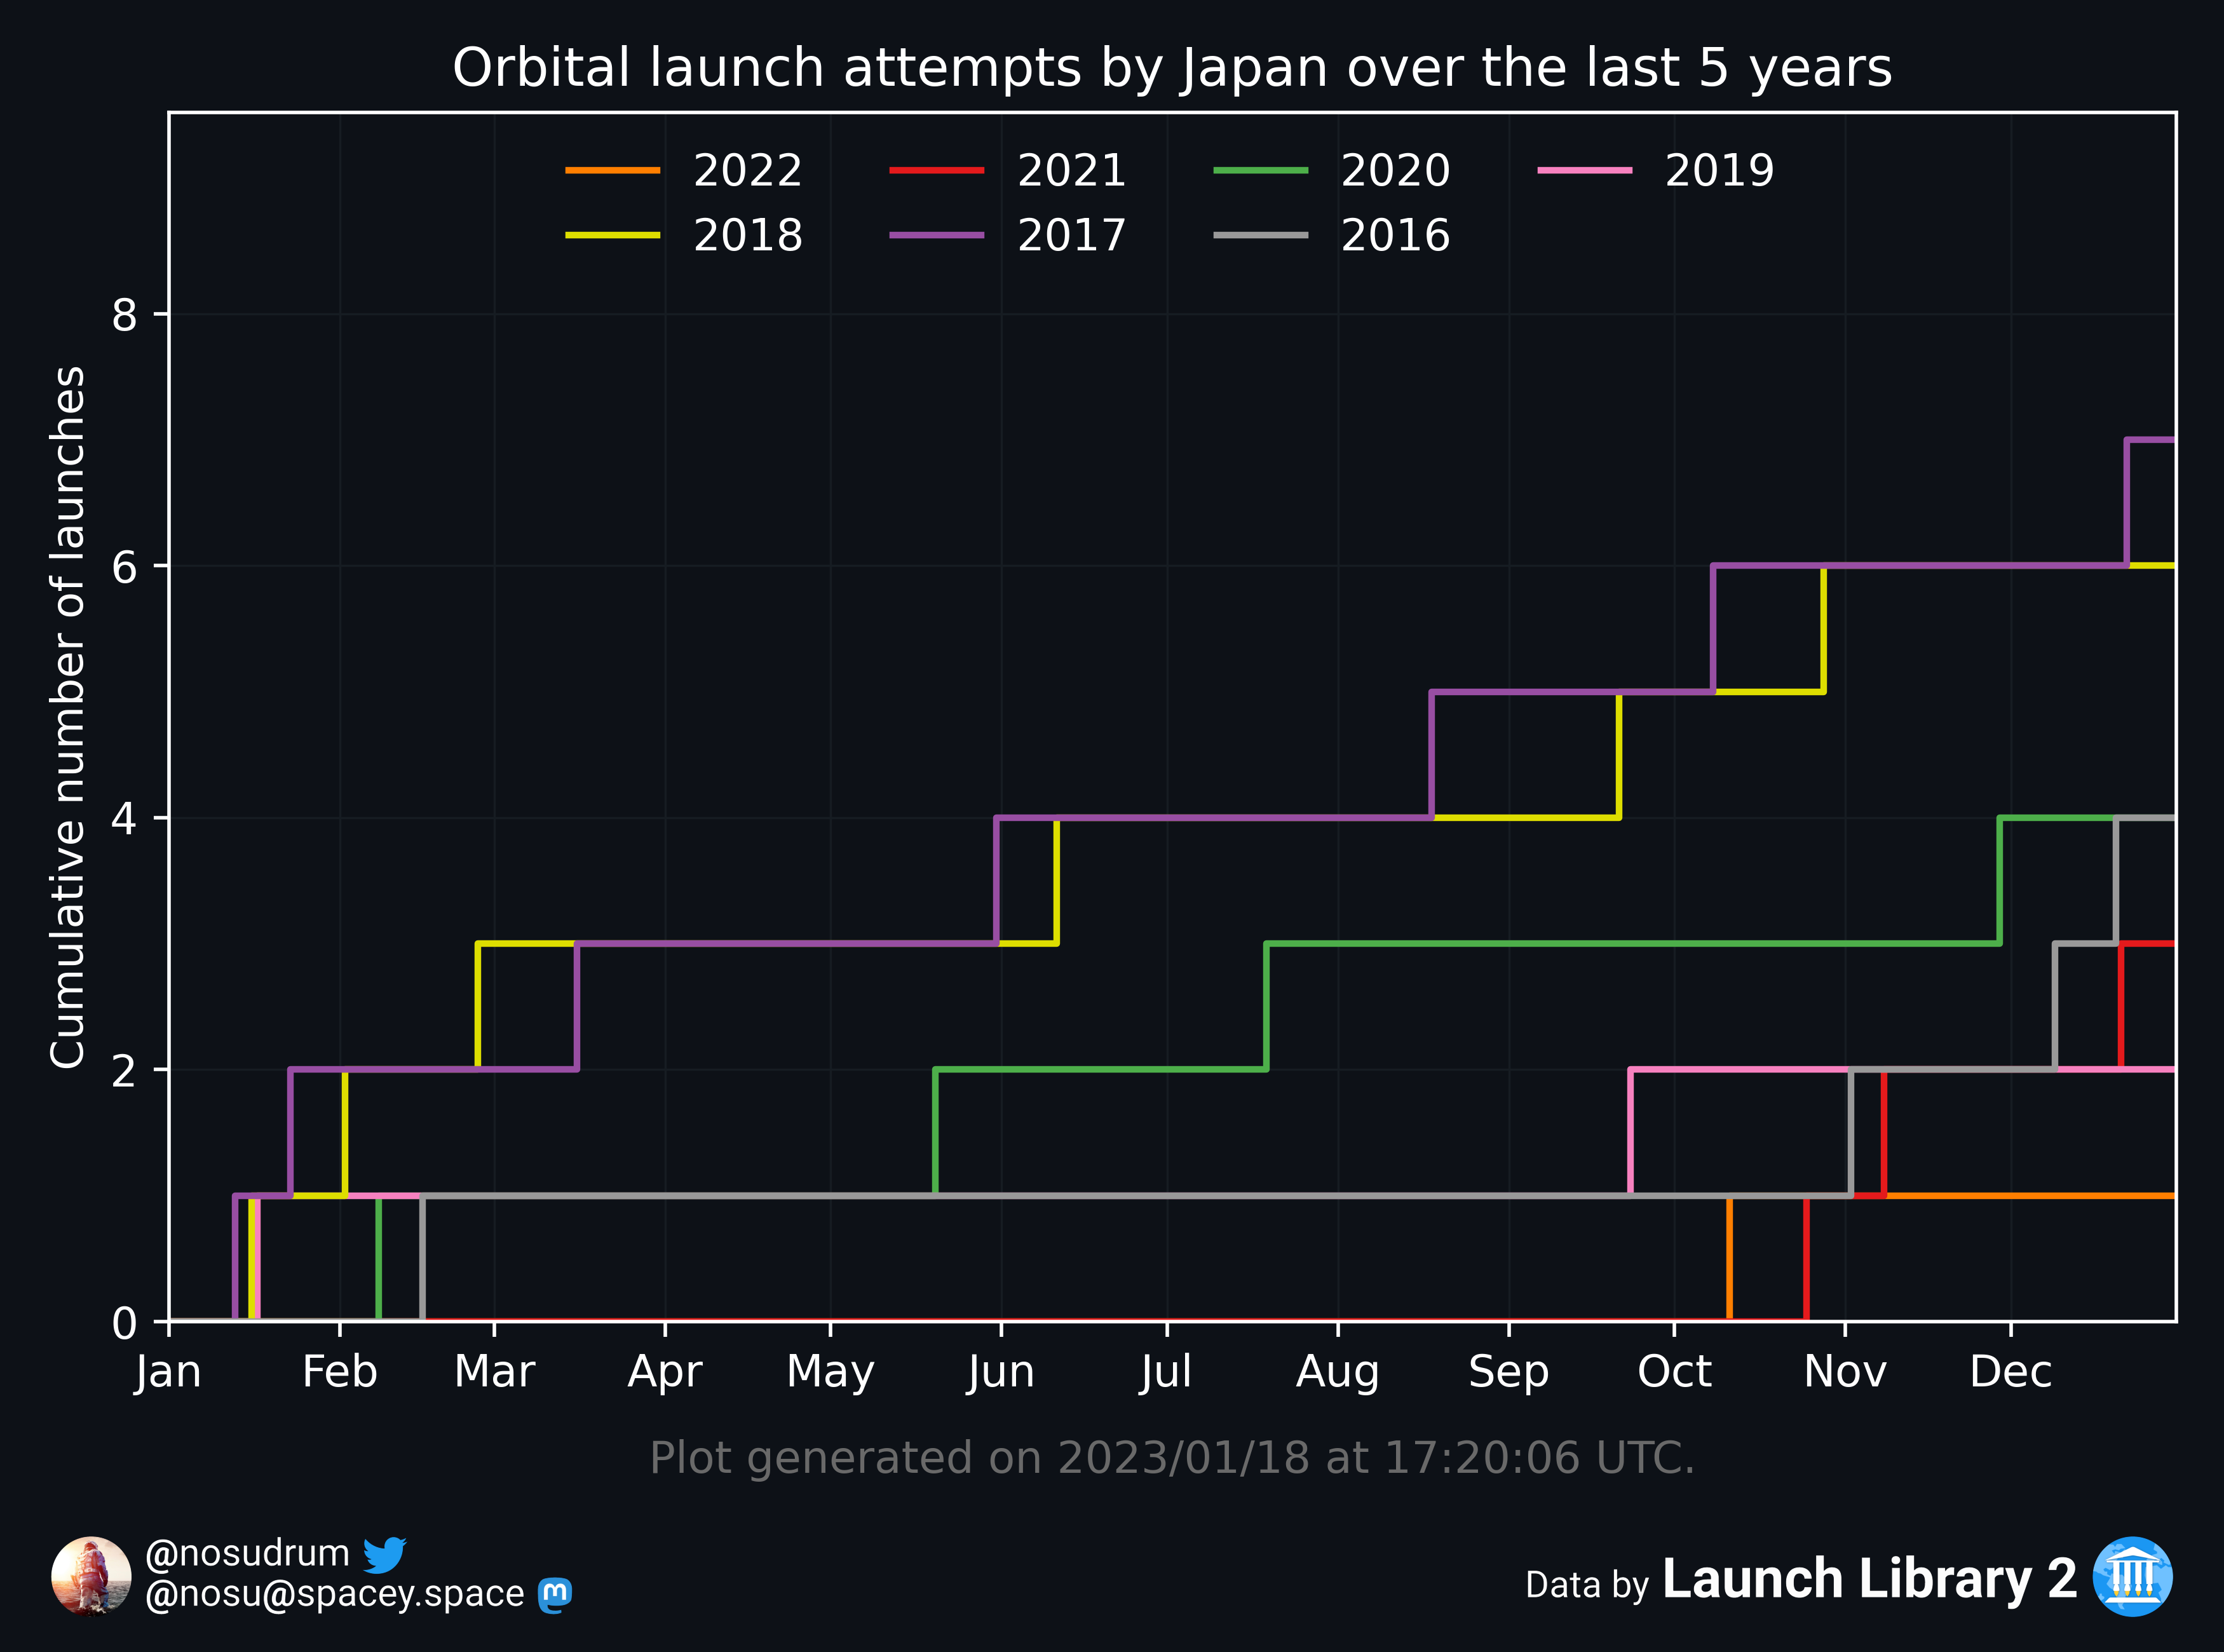 Orbital launch attempts by Japan over the last 5 years
2022 2021 2020 2019
2018 2017 2016
Cumulative number of launches
8
6
4
2
0
Jan Feb Mar Apr May Jun Jul Aug Sep Oct Nov Dec
Plot generated on 2023/01/18 at 17:20:06 UTC.
@nosudrum
@nosu@spacey.space
Data by Launch Library 2